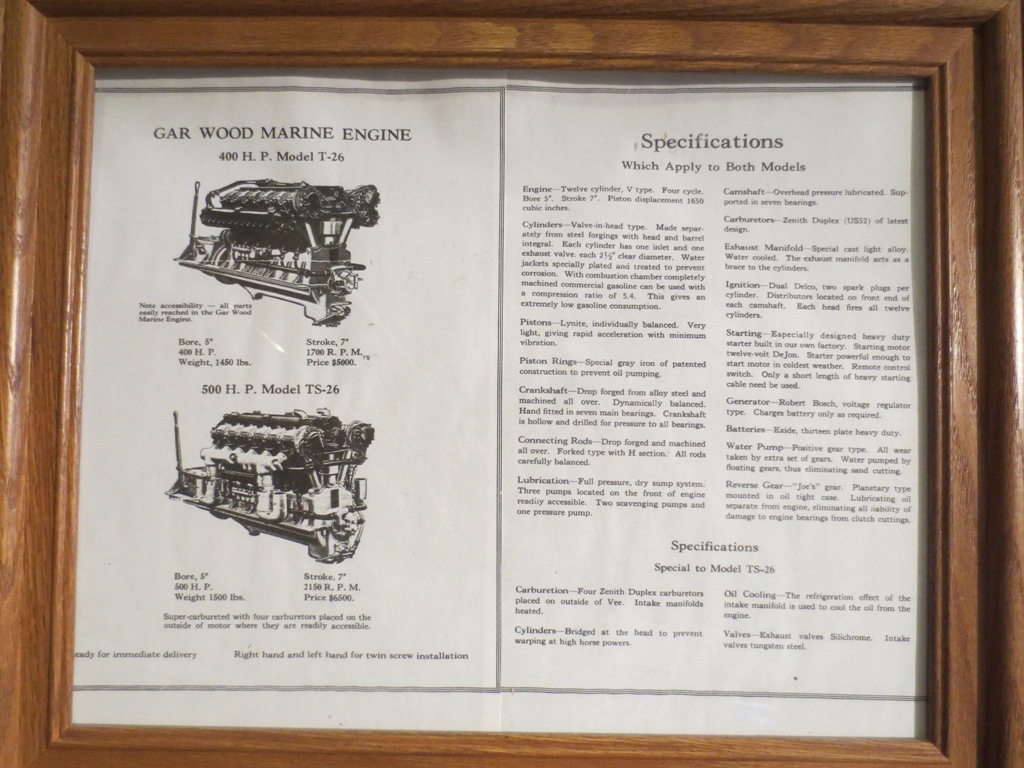 GAR WOOD MARINE ENGINE
400 H. P. Model T-26
Note accessibility — all parts
easily reached in the Gar Wood
Marine Engine.
Bore, 5" Stroke, 7"
400 H. P. 1700 R. P. M.
Weight, 1450 lbs. Price $5000.
500 H. P. Model TS-26
Bore, 5" Stroke, 7"
500 H. P. 2150 R. P. M.
Weight 1500 lbs. Price $6500.
Super-carbureted with four carburetors placed on the
outside of motor where they are readily accessible.
eady for immediate delivery Right hand and left hand for twin screw installation
Specifications
Which Apply to Both Models
Engine—Twelve cylinder, V type. Four cycle.
Bore 5". Stroke 7". Piston displacement 1650
cubic inches.
Cylinders—Valve-in-head type. Made separ-
ately from steel forgings with head and barrel
integral. Each cylinder has one inlet and one
exhaust valve. each 2½" clear diameter. Water
jackets specially plated and treated to prevent
corrosion. With combustion chamber completely
machined commercial gasoline can be used with
a compression ratio of 5.4. This gives an
extremely low gasoline consumption.
Pistons—Lynite, individually balanced. Very
light, giving rapid acceleration with minimum
vibration.
Piston Rings—Special gray iron of patented
construction to prevent oil pumping.
Crankshaft—Drop forged from alloy steel and
machined all over. Dynamically balanced.
Hand fitted in seven main bearings. Crankshaft
is hollow and drilled for pressure to all bearings.
Connecting Rods—Drop forged and machined
all over. Forked type with H section. All rods
carefully balanced.
Lubrication—Full pressure, dry sump system.
Three pumps located on the front of engine
readily accessible. Two scavenging pumps and
one pressure pump.
Camshaft—Overhead pressure lubricated. Sup-
ported in seven bearings.
Carburetors—Zenith Duplex (US52) of latest
design.
Exhaust Manifold—Special cast light alloy.
Water cooled. The exhaust manifold acts as a
brace to the cylinders.
Ignition—Dual Delco, two spark plugs per
cylinder. Distributors located on front end of
each camshaft. Each head fires all twelve
cylinders.
Starting—Especially designed heavy duty
starter built in our own factory. Starting motor
twelve-volt DeJon. Starter powerful enough to
start motor in coldest weather. Remote control
switch. Only a short length of heavy starting
cable need be used.
Generator—Robert Bosch, voltage regulator
type. Charges battery only as required.
Batteries—Exide, thirteen plate heavy duty.
Water Pump—Positive gear type. All wear
taken by extra set of gears. Water pumped by
floating gears, thus eliminating sand cutting.
Reverse Gear—"Joe's" gear. Planetary type
mounted in oil tight case. Lubricating oil
separate from engine, eliminating all liability of
damage to engine bearings from clutch cuttings.
Specifications
Special to Model TS-26
Carburetion—Four Zenith Duplex carburetors
placed on outside of Vee. Intake manifolds
heated.
Cylinders—Bridged at the head to prevent
warping at high horse powers.
Oil Cooling—The refrigeration effect of the
intake manifold is used to cool the oil from the
engine.
Valves—Exhaust valves Silichrome. Intake
valves tungsten steel.